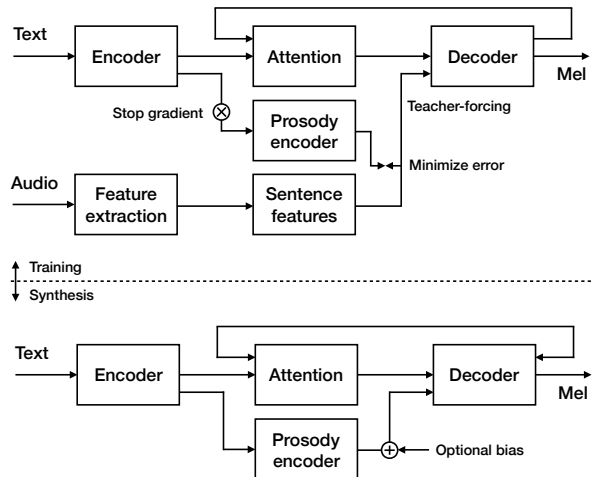 Text
Encoder
Attention
Decoder
Mel
Stop gradient
Prosody
encoder
Teacher-forcing
Minimize error
Audio
Feature
extraction
Sentence
features
Training
Synthesis
Text
Encoder
Attention
Decoder
Mel
Prosody
encoder
Optional bias